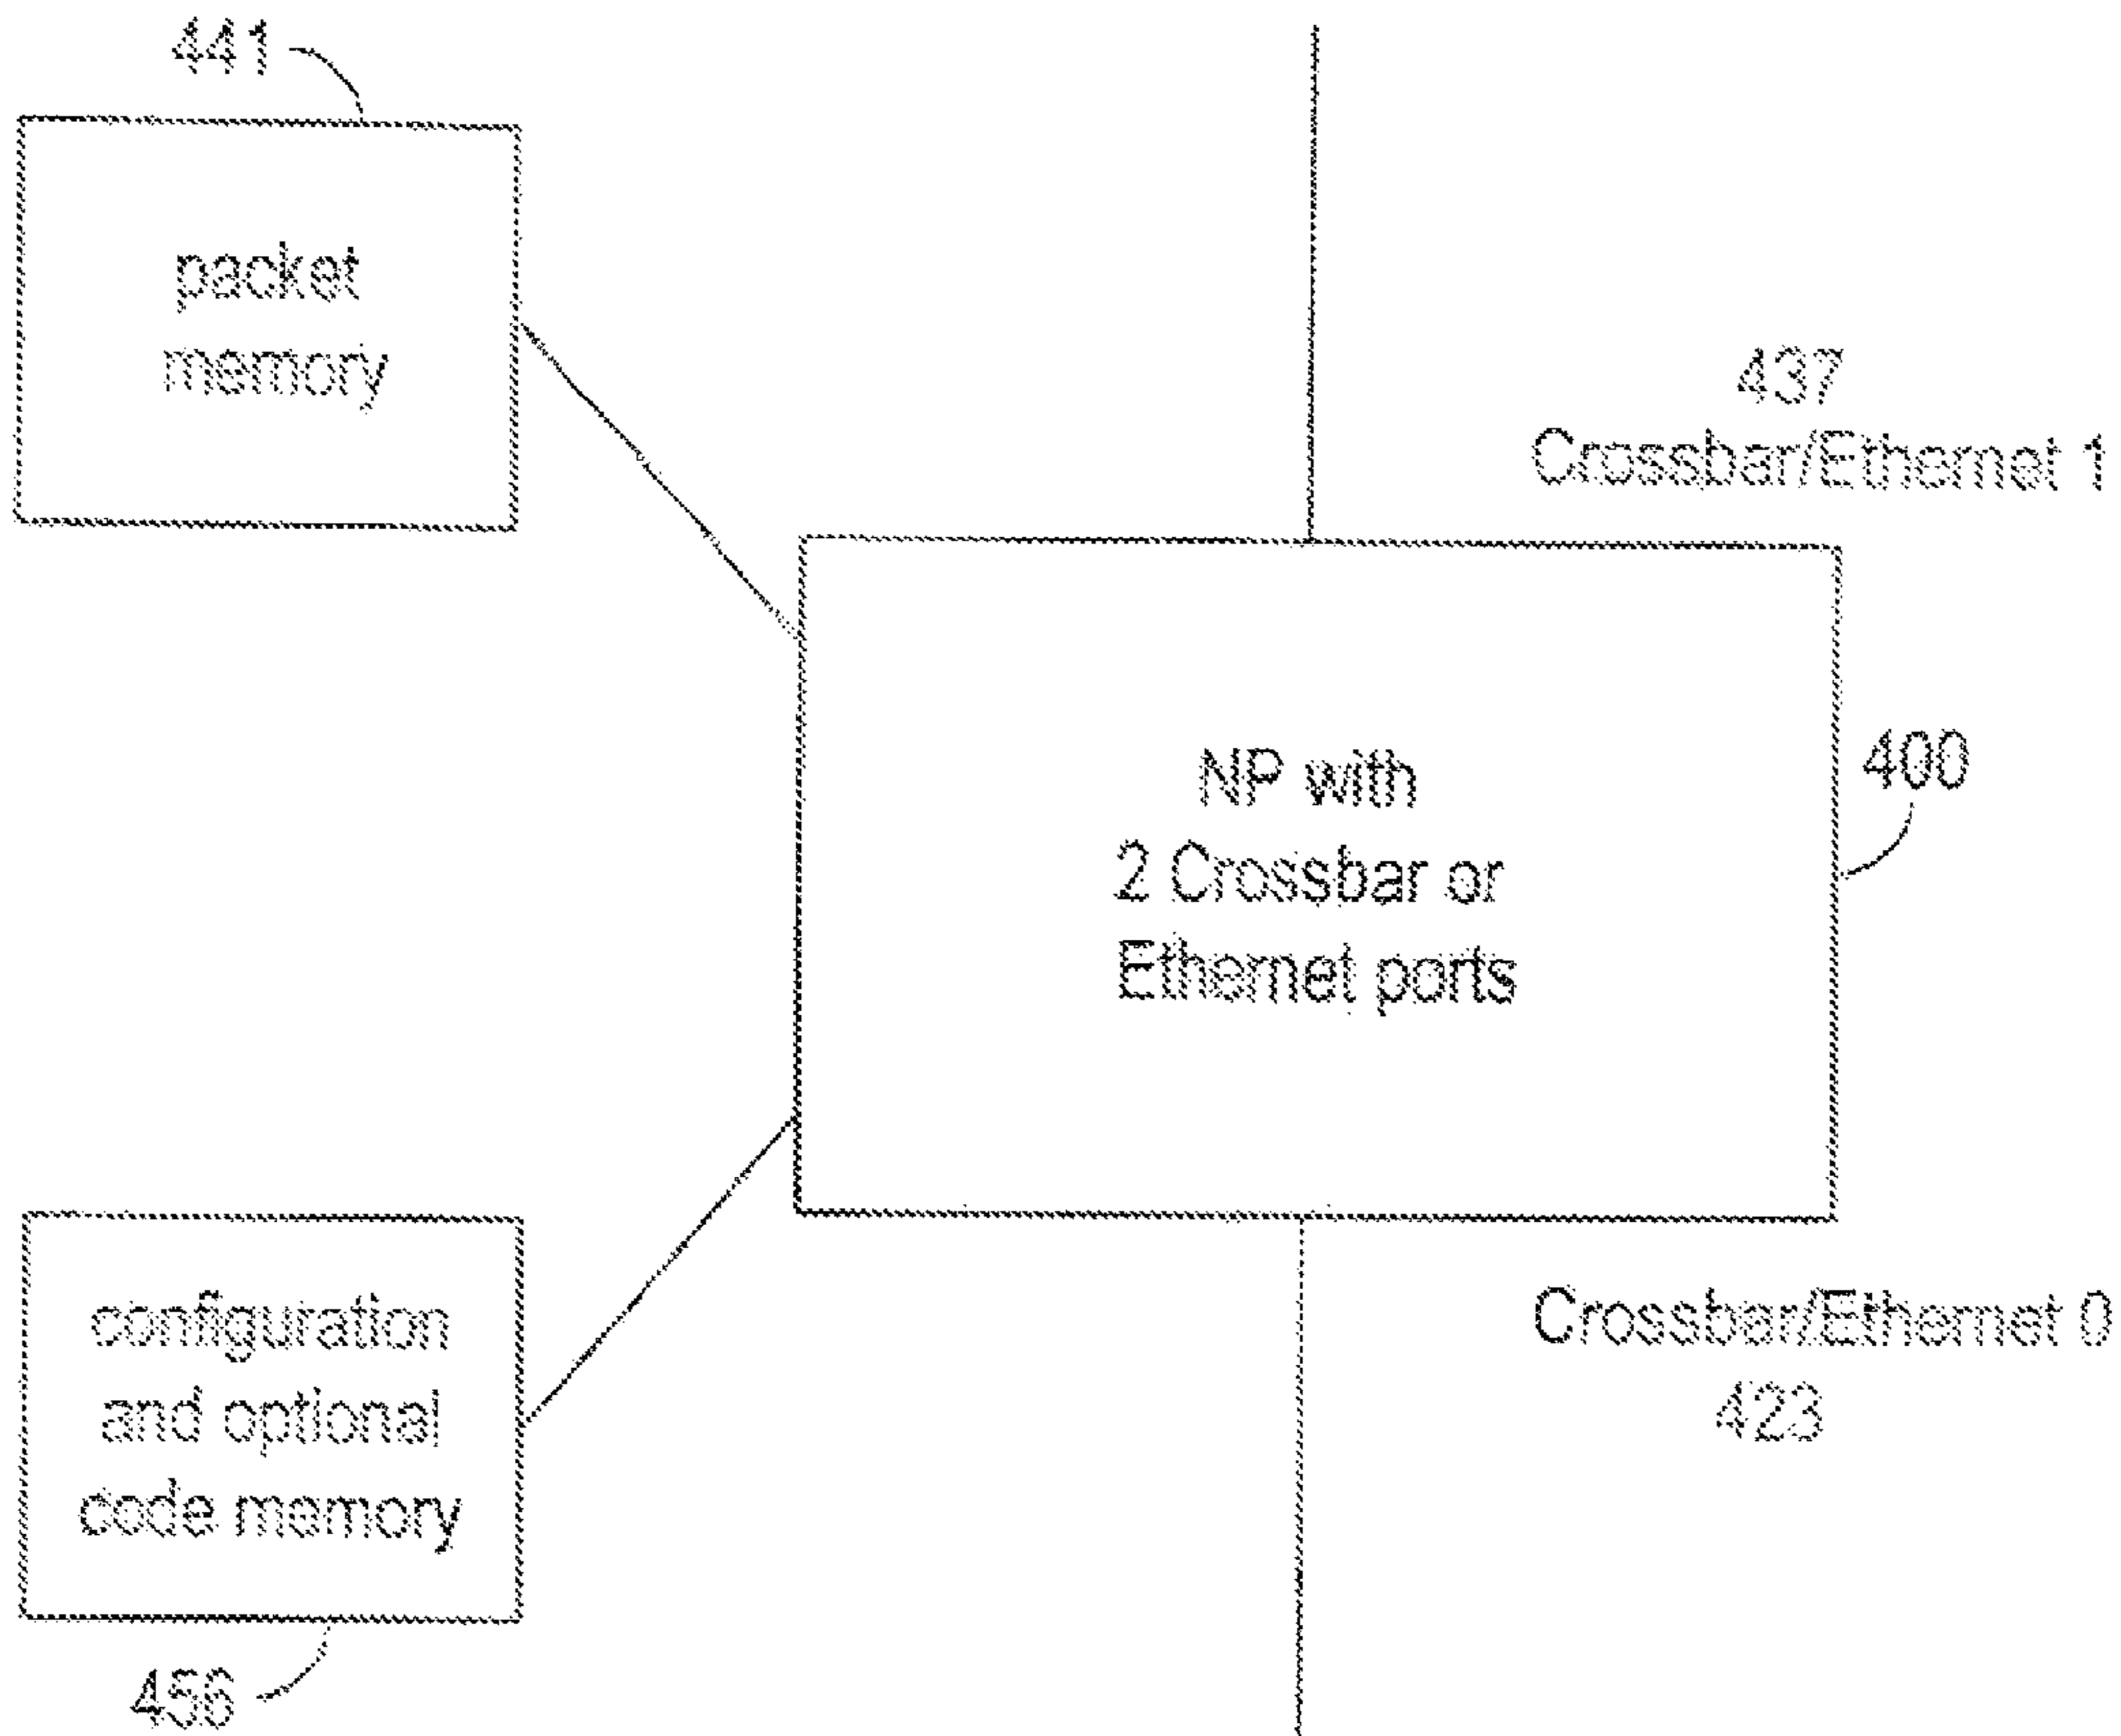 441
packet
memory
437
Crossbar/Ethernet 1
NP with
2 Crossbar or
Ethernet ports
400
configuration
and optional
code memory
Crossbar/Ethernet 0
423
456